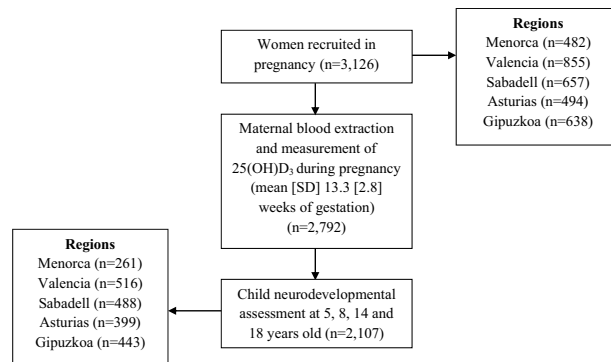 Women recruited in
pregnancy (n=3,126)
Regions
Menorca (n=482)
Valencia (n=855)
Sabadell (n=657)
Asturias (n=494)
Gipuzkoa (n=638)
Maternal blood extraction
and measurement of
25(OH)D₃ during pregnancy
(mean [SD] 13.3 [2.8]
weeks of gestation)
(n=2,792)
Child neurodevelopmental
assessment at 5, 8, 14 and
18 years old (n=2,107)
Regions
Menorca (n=261)
Valencia (n=516)
Sabadell (n=488)
Asturias (n=399)
Gipuzkoa (n=443)